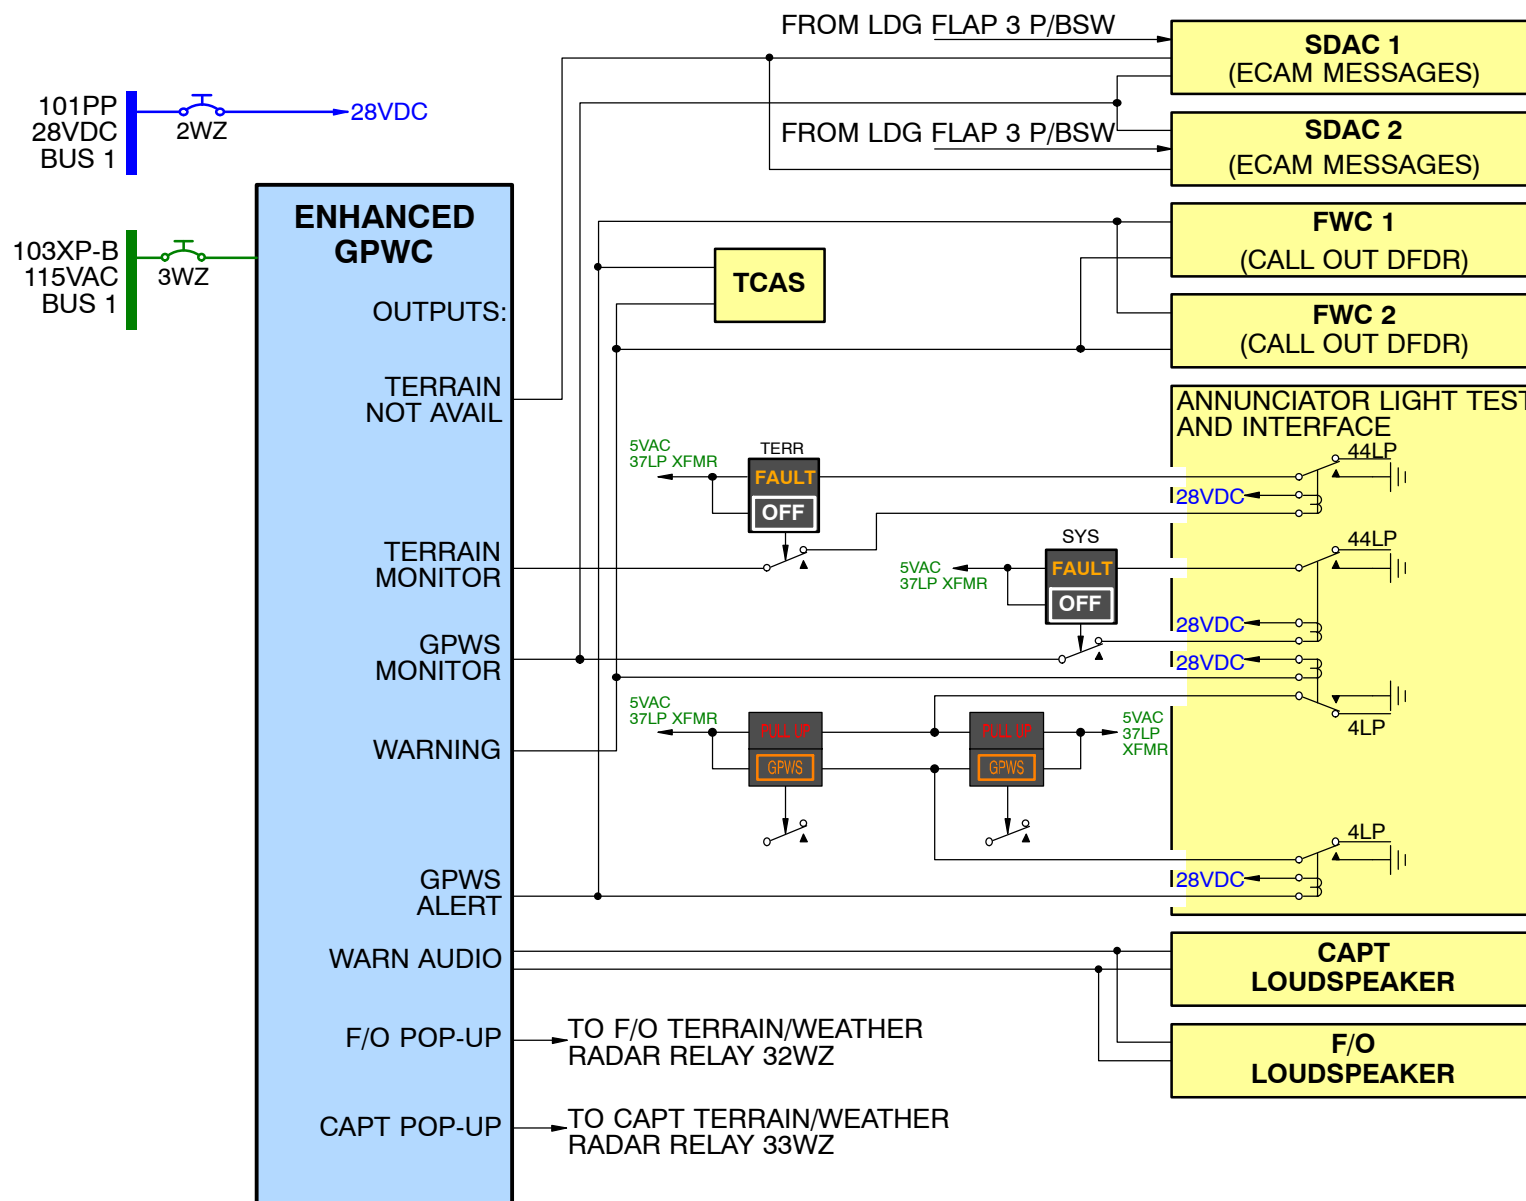 FROM LDG FLAP 3 P/BSW
SDAC 1
(ECAM MESSAGES)
101PP
28VDC
BUS 1
2WZ
28VDC
FROM LDG FLAP 3 P/BSW
SDAC 2
(ECAM MESSAGES)
103XP-B
115VAC
BUS 1
3WZ
ENHANCED
GPWC
OUTPUTS:
TCAS
FWC 1
(CALL OUT DFDR)
FWC 2
(CALL OUT DFDR)
TERRAIN
NOT AVAIL
ANNUNCIATOR LIGHT TEST
AND INTERFACE
5VAC
37LP XFMR
TERR
FAULT
OFF
44LP
28VDC
TERRAIN
MONITOR
5VAC
37LP XFMR
SYS
FAULT
OFF
44LP
28VDC
GPWS
MONITOR
28VDC
WARNING
5VAC
37LP XFMR
PULL UP
GPWS
PULL UP
GPWS
5VAC
37LP
XFMR
4LP
4LP
28VDC
GPWS
ALERT
WARN AUDIO
CAPT
LOUDSPEAKER
F/O POP-UP
TO F/O TERRAIN/WEATHER
RADAR RELAY 32WZ
F/O
LOUDSPEAKER
CAPT POP-UP
TO CAPT TERRAIN/WEATHER
RADAR RELAY 33WZ